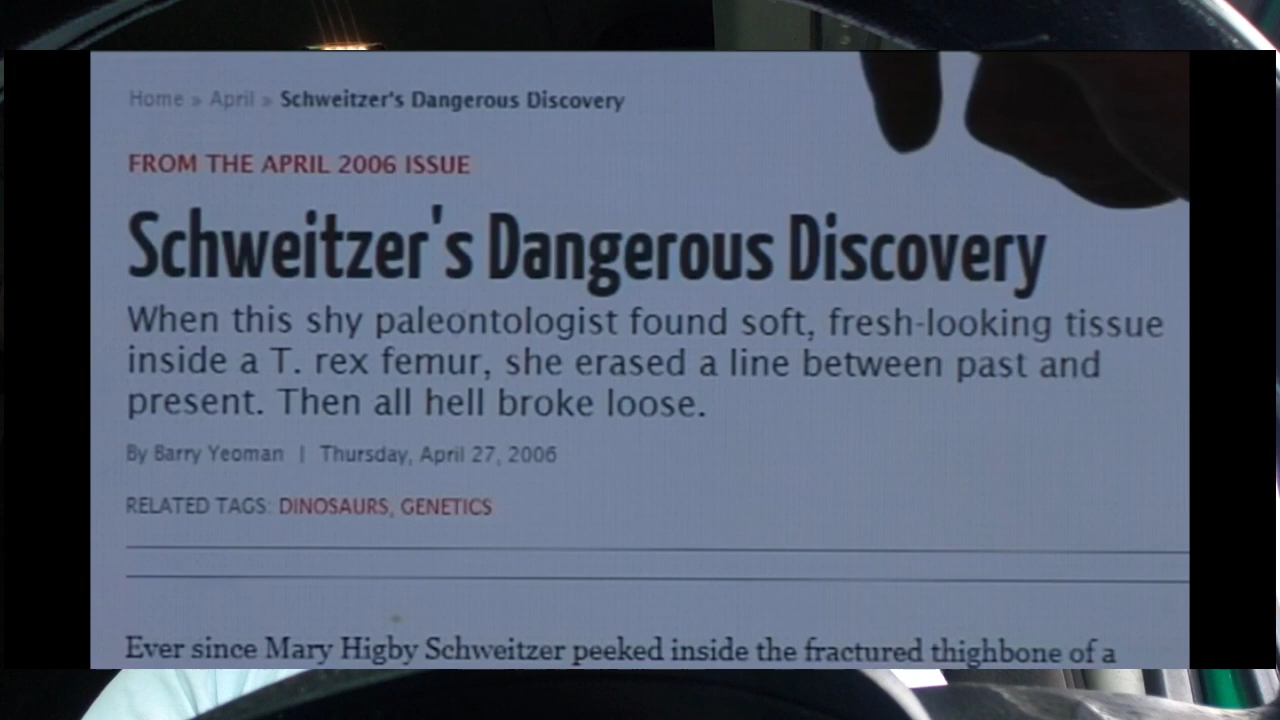 Home » April » Schweitzer's Dangerous Discovery
FROM THE APRIL 2006 ISSUE
Schweitzer's Dangerous Discovery
When this shy paleontologist found soft, fresh-looking tissue
inside a T. rex femur, she erased a line between past and
present. Then all hell broke loose.
By Barry Yeoman | Thursday, April 27, 2006
RELATED TAGS: DINOSAURS, GENETICS
Ever since Mary Higby Schweitzer peeked inside the fractured thighbone of a